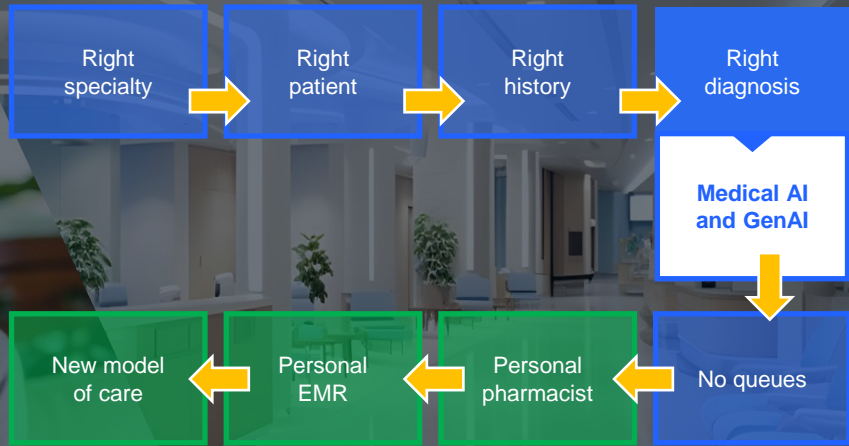 Right
specialty
Right
patient
Right
history
Right
diagnosis
Medical AI
and GenAI
No queues
Personal
pharmacist
Personal
EMR
New model
of care